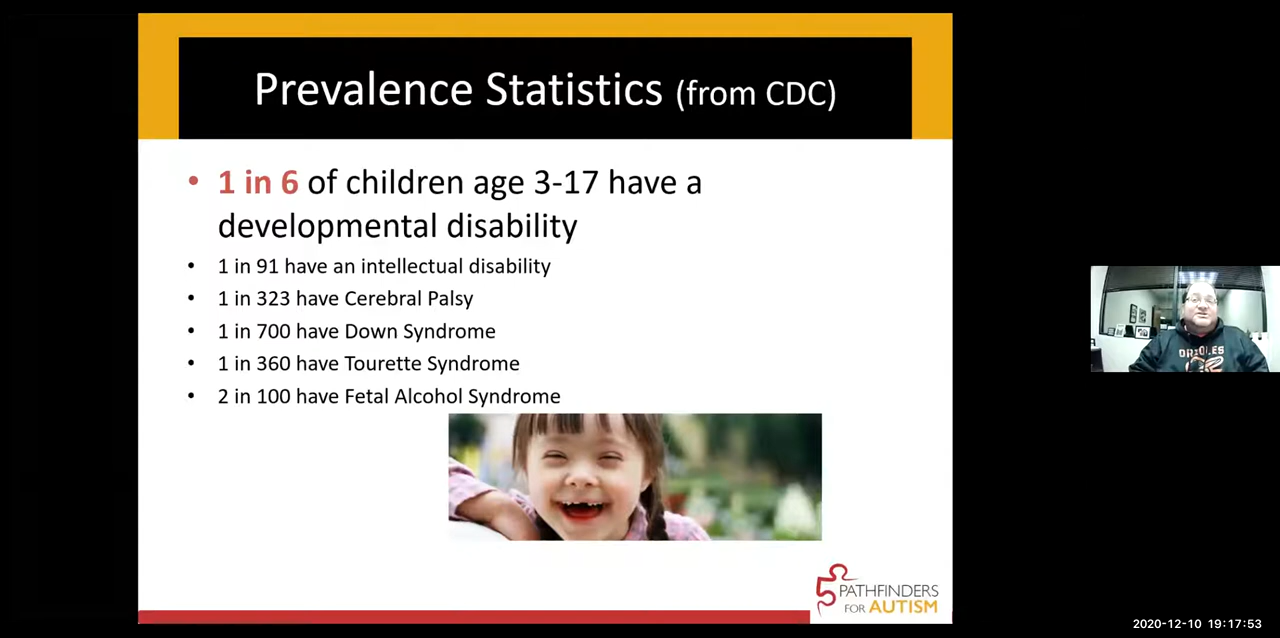 Prevalence Statistics (from CDC)
• 1 in 6 of children age 3-17 have a
developmental disability
• 1 in 91 have an intellectual disability
• 1 in 323 have Cerebral Palsy
• 1 in 700 have Down Syndrome
• 1 in 360 have Tourette Syndrome
• 2 in 100 have Fetal Alcohol Syndrome
ORIOLES
PATHFINDERS
FOR AUTISM
2020-12-10 19:17:53